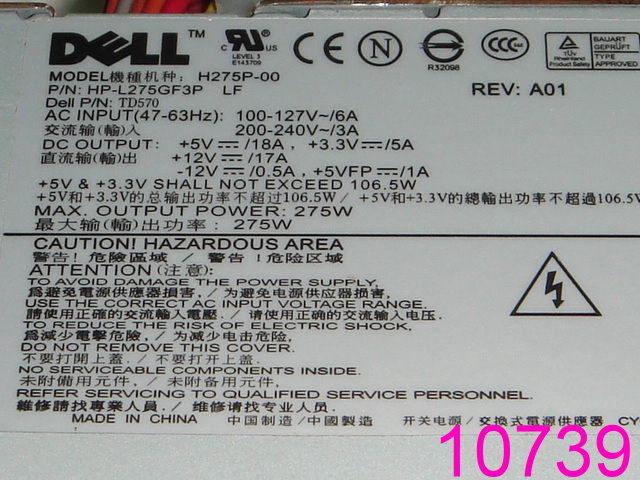 DELL™
c UL US
LEVEL 3
E143709
CE
N
R32098
CCC
TÜV
Rheinland
Product Safety
BAUART
GEPRÜFT
TYPE
APPROVED
MODEL機種机种: H275P-00
P/N: HP-L275GF3P LF
REV: A01
Dell P/N: TD570
AC INPUT(47-63Hz): 100-127V~/6A
交流输(輸)入 200-240V~/3A
DC OUTPUT: +5V⎓/18A , +3.3V⎓/5A
直流输(輸)出 +12V⎓/17A
-12V⎓/0.5A , +5VFP⎓/1A
+5V & +3.3V SHALL NOT EXCEED 106.5W
+5V和+3.3V的总输出功率不超过106.5W/ +5V和+3.3V的總輸出功率不超過106.5W
MAX. OUTPUT POWER: 275W
最大输(輸)出功率: 275W
CAUTION! HAZARDOUS AREA
警告! 危險區域 / 警告 !危险区域
ATTENTION(注意):
TO AVOID DAMAGE THE POWER SUPPLY,
爲避免電源供應器損害, ╱为避免电源供应器损害,
USE THE CORRECT AC INPUT VOLTAGE RANGE.
請使用正確的交流輸入電壓. ╱ 请使用正确的交流输入电压.
TO REDUCE THE RISK OF ELECTRIC SHOCK,
爲減少電擊危險, ╱为减少电击危险,
DO NOT REMOVE THIS COVER.
不要打開上蓋. ╱ 不要打开上盖.
NO SERVICEABLE COMPONENTS INSIDE.
未附備用元件. ╱未附备用元件.
REFER SERVICING TO QUALIFIED SERVICE PERSONNEL.
維修請找專業人員. ╱ 维修请找专业人员.
MADE IN CHINA 中国制造 ╱中國製造 开关电源╱交換式電源供應器 CY
10739